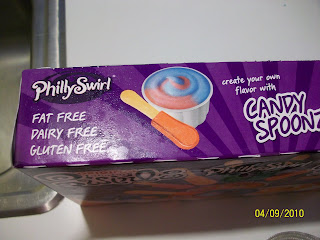 PhillySwirl
FAT FREE
DAIRY FREE
GLUTEN FREE
create your own
flavor with
CANDY
SPOONZ
04/09/2010